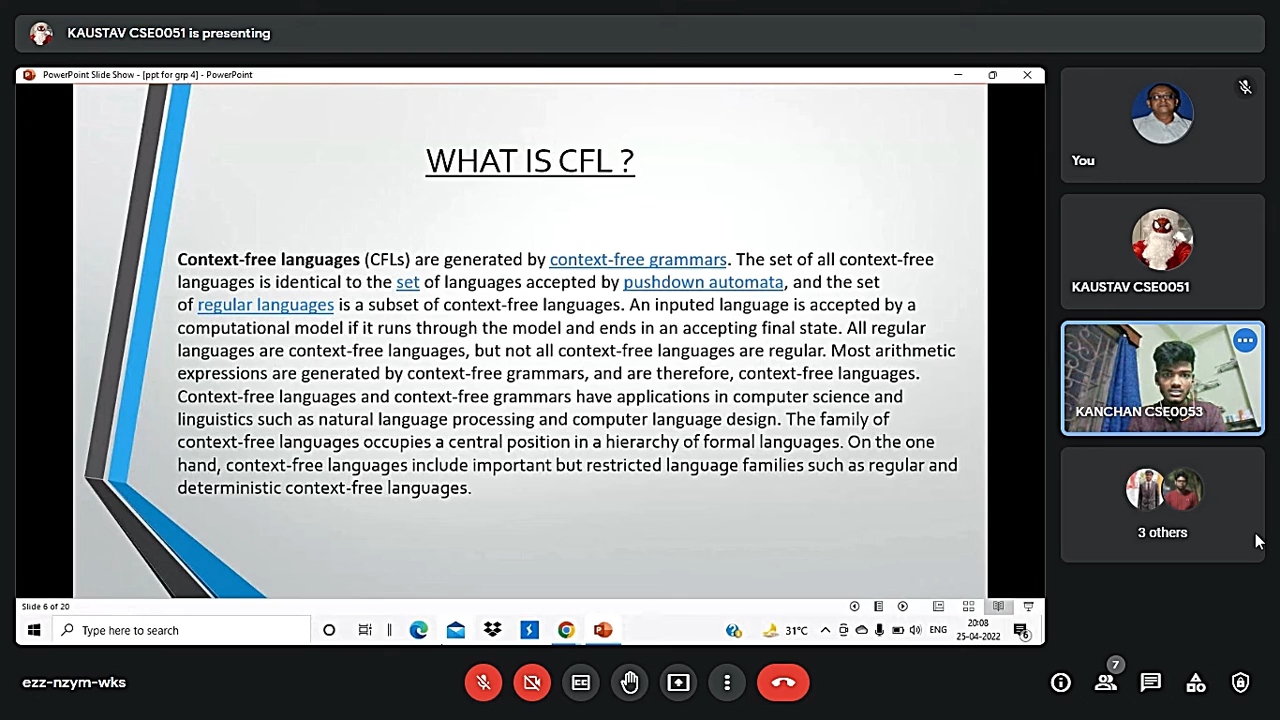 KAUSTAV CSE0051 is presenting
PowerPoint Slide Show - [ppt for grp 4] - PowerPoint
WHAT IS CFL ?
Context-free languages (CFLs) are generated by context-free grammars. The set of all context-free
languages is identical to the set of languages accepted by pushdown automata, and the set
of regular languages is a subset of context-free languages. An inputed language is accepted by a
computational model if it runs through the model and ends in an accepting final state. All regular
languages are context-free languages, but not all context-free languages are regular. Most arithmetic
expressions are generated by context-free grammars, and are therefore, context-free languages.
Context-free languages and context-free grammars have applications in computer science and
linguistics such as natural language processing and computer language design. The family of
context-free languages occupies a central position in a hierarchy of formal languages. On the one
hand, context-free languages include important but restricted language families such as regular and
deterministic context-free languages.
Slide 6 of 20
Type here to search
31°C
ENG
20:08
25-04-2022
6
You
KAUSTAV CSE0051
KANCHAN CSE0053
3 others
ezz-nzym-wks
7